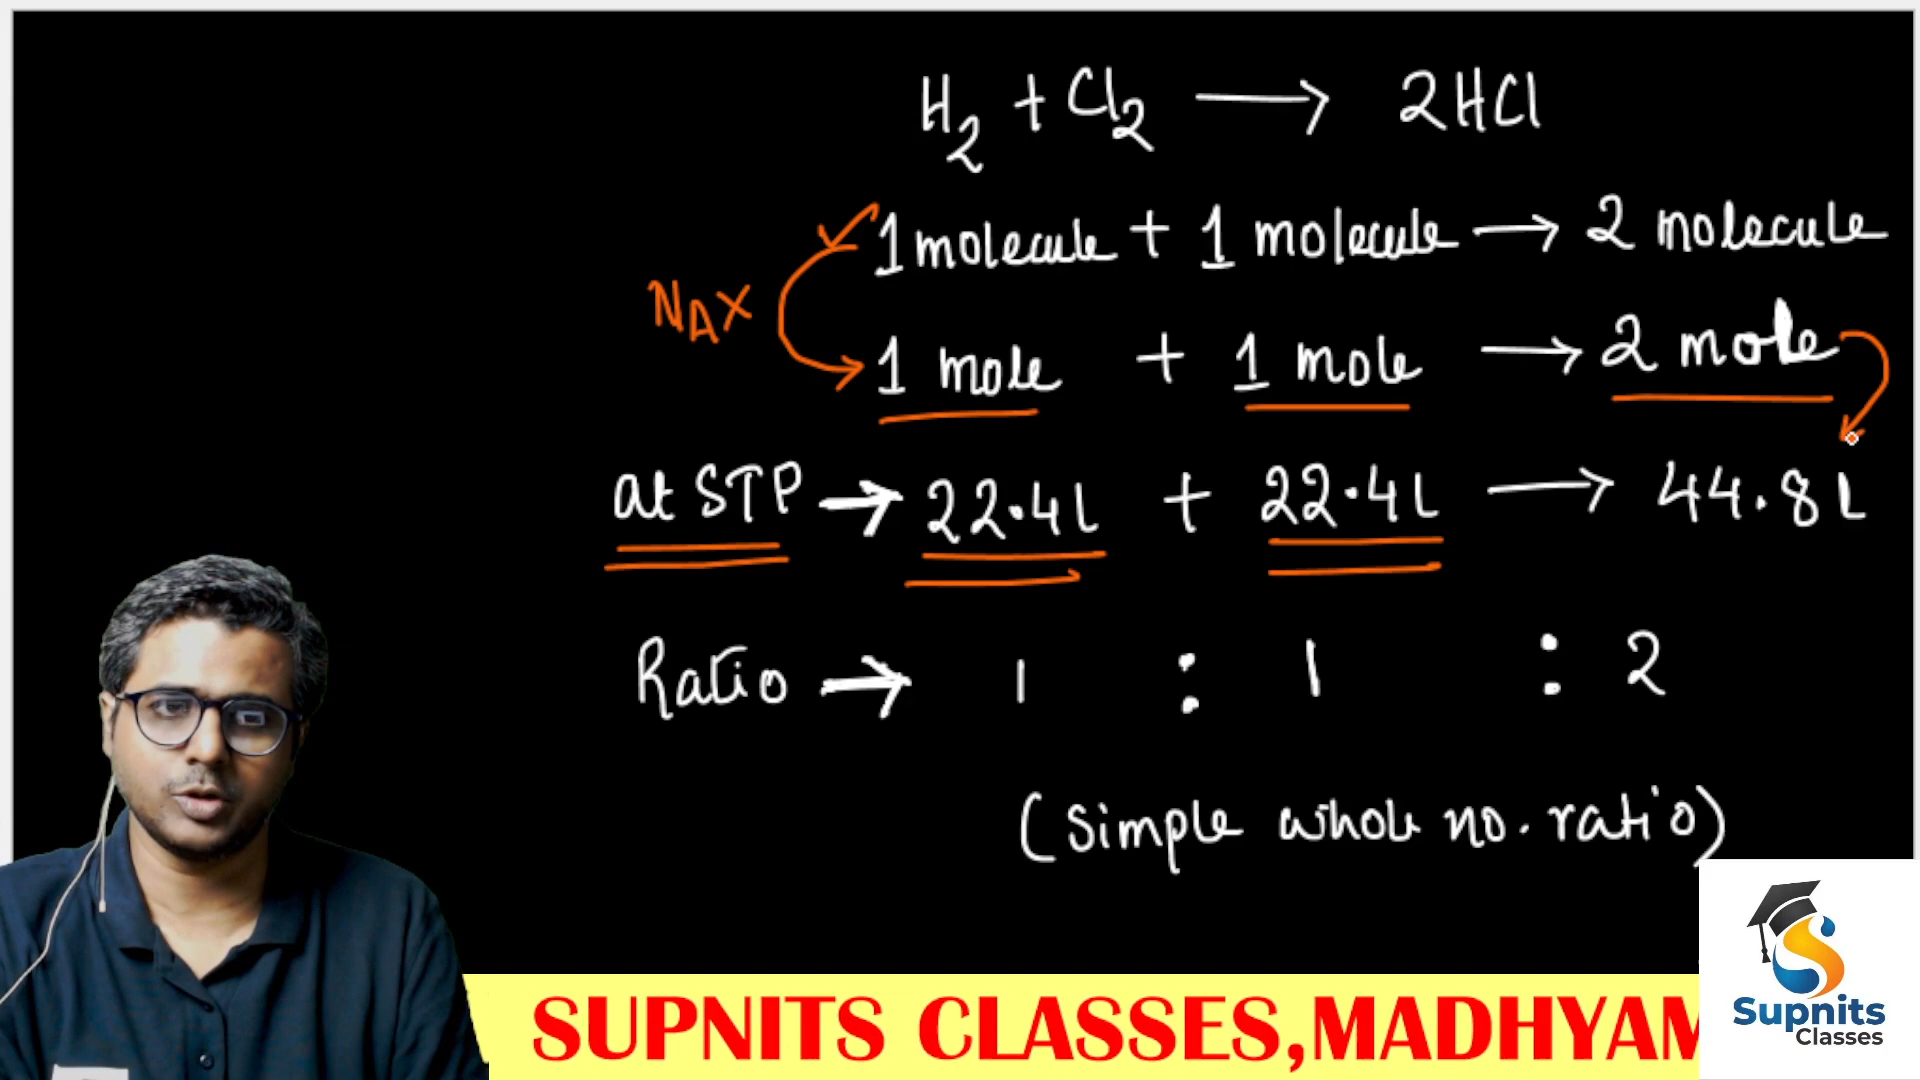 H₂ + Cl₂ ⟶ 2HCl
1 molecule + 1 molecule → 2 molecule
NA×
1 mole + 1 mole → 2 mole
at STP → 22.4L + 22.4L → 44.8L
Ratio → 1 : 1 : 2
(simple whole no. ratio)
SUPNITS CLASSES,MADHYAM
Supnits
Classes